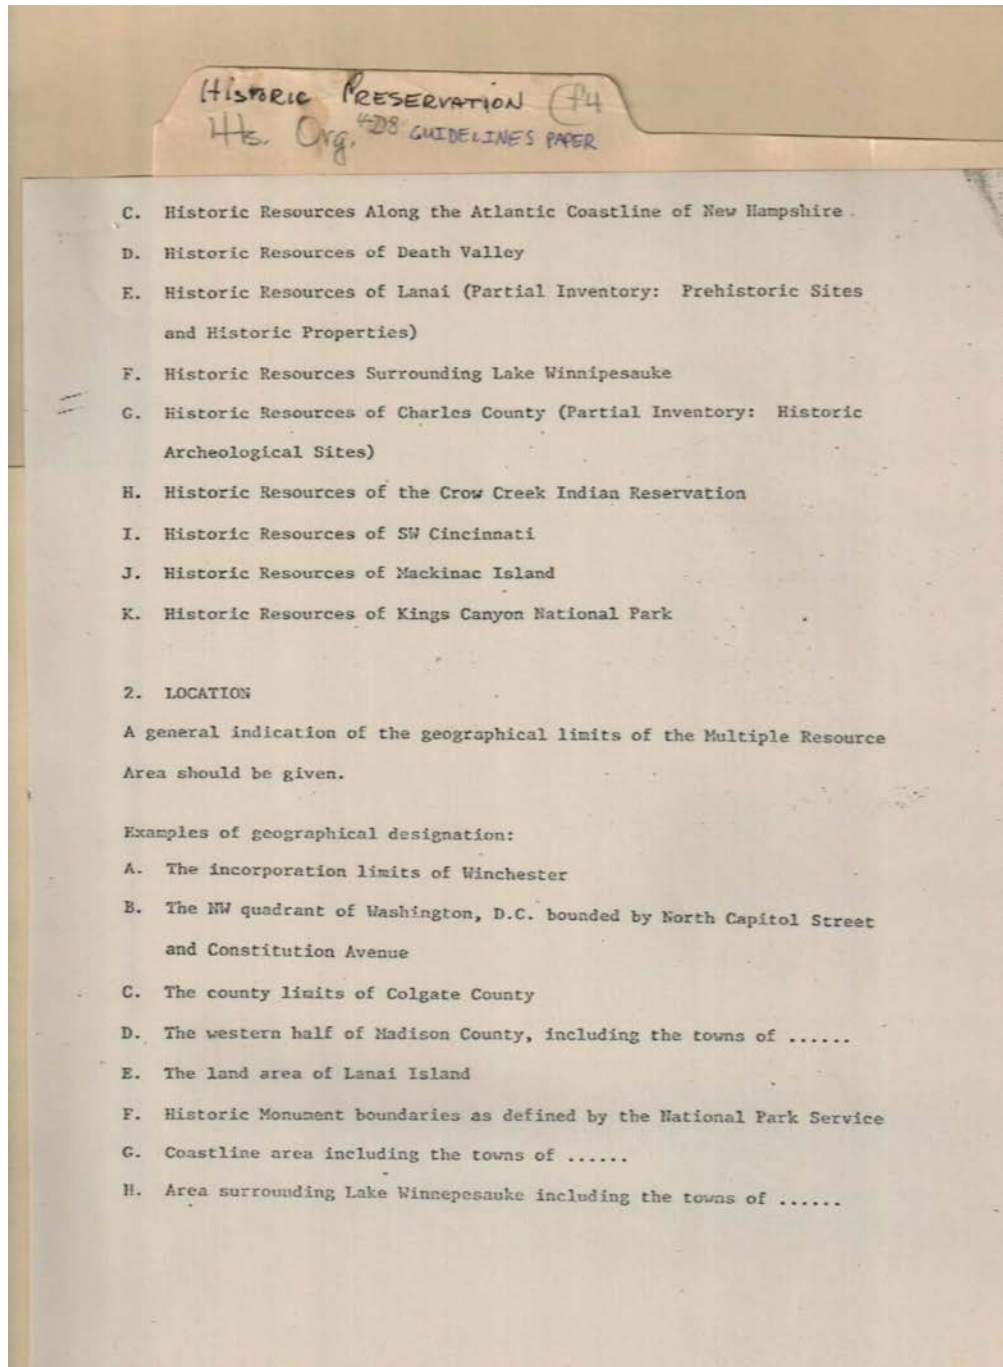 Historic PRESERVATION (P4
Hs. Org. 4-D8 GUIDELINES PAPER
C. Historic Resources Along the Atlantic Coastline of New Hampshire.
D. Historic Resources of Death Valley
E. Historic Resources of Lanai (Partial Inventory: Prehistoric Sites
and Historic Properties)
F. Historic Resources Surrounding Lake Winnipesauke
G. Historic Resources of Charles County (Partial Inventory: Historic
Archeological Sites)
H. Historic Resources of the Crow Creek Indian Reservation
I. Historic Resources of SW Cincinnati
J. Historic Resources of Mackinac Island
K. Historic Resources of Kings Canyon National Park
2. LOCATION
A general indication of the geographical limits of the Multiple Resource
Area should be given.
Examples of geographical designation:
A. The incorporation limits of Winchester
B. The NW quadrant of Washington, D.C. bounded by North Capitol Street
and Constitution Avenue
C. The county limits of Colgate County
D. The western half of Madison County, including the towns of ......
E. The land area of Lanai Island
F. Historic Monument boundaries as defined by the National Park Service
G. Coastline area including the towns of ......
H. Area surrounding Lake Winnepesauke including the towns of ......